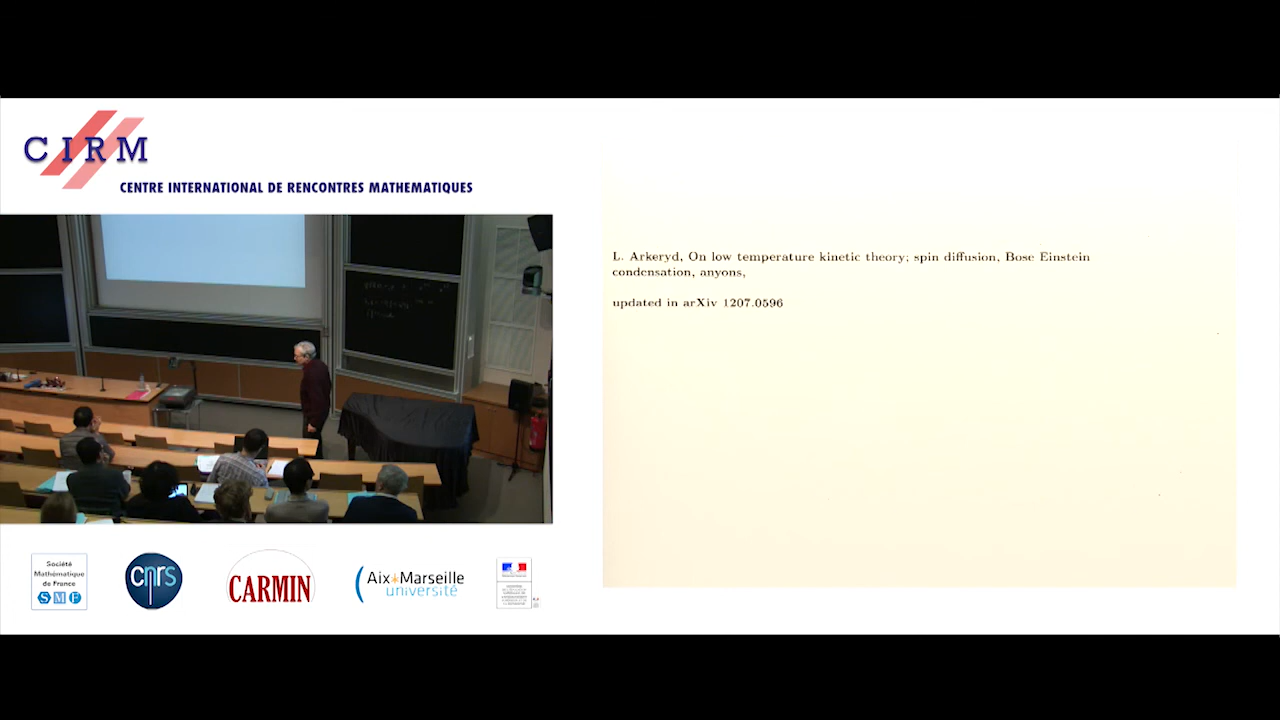 CIRM
CENTRE INTERNATIONAL DE RENCONTRES MATHEMATIQUES
L. Arkeryd, On low temperature kinetic theory; spin diffusion, Bose Einstein
condensation, anyons,
updated in arXiv 1207.0596
Société
Mathématique
de France
SMF
cnrs
CARMIN
Aix*Marseille
université